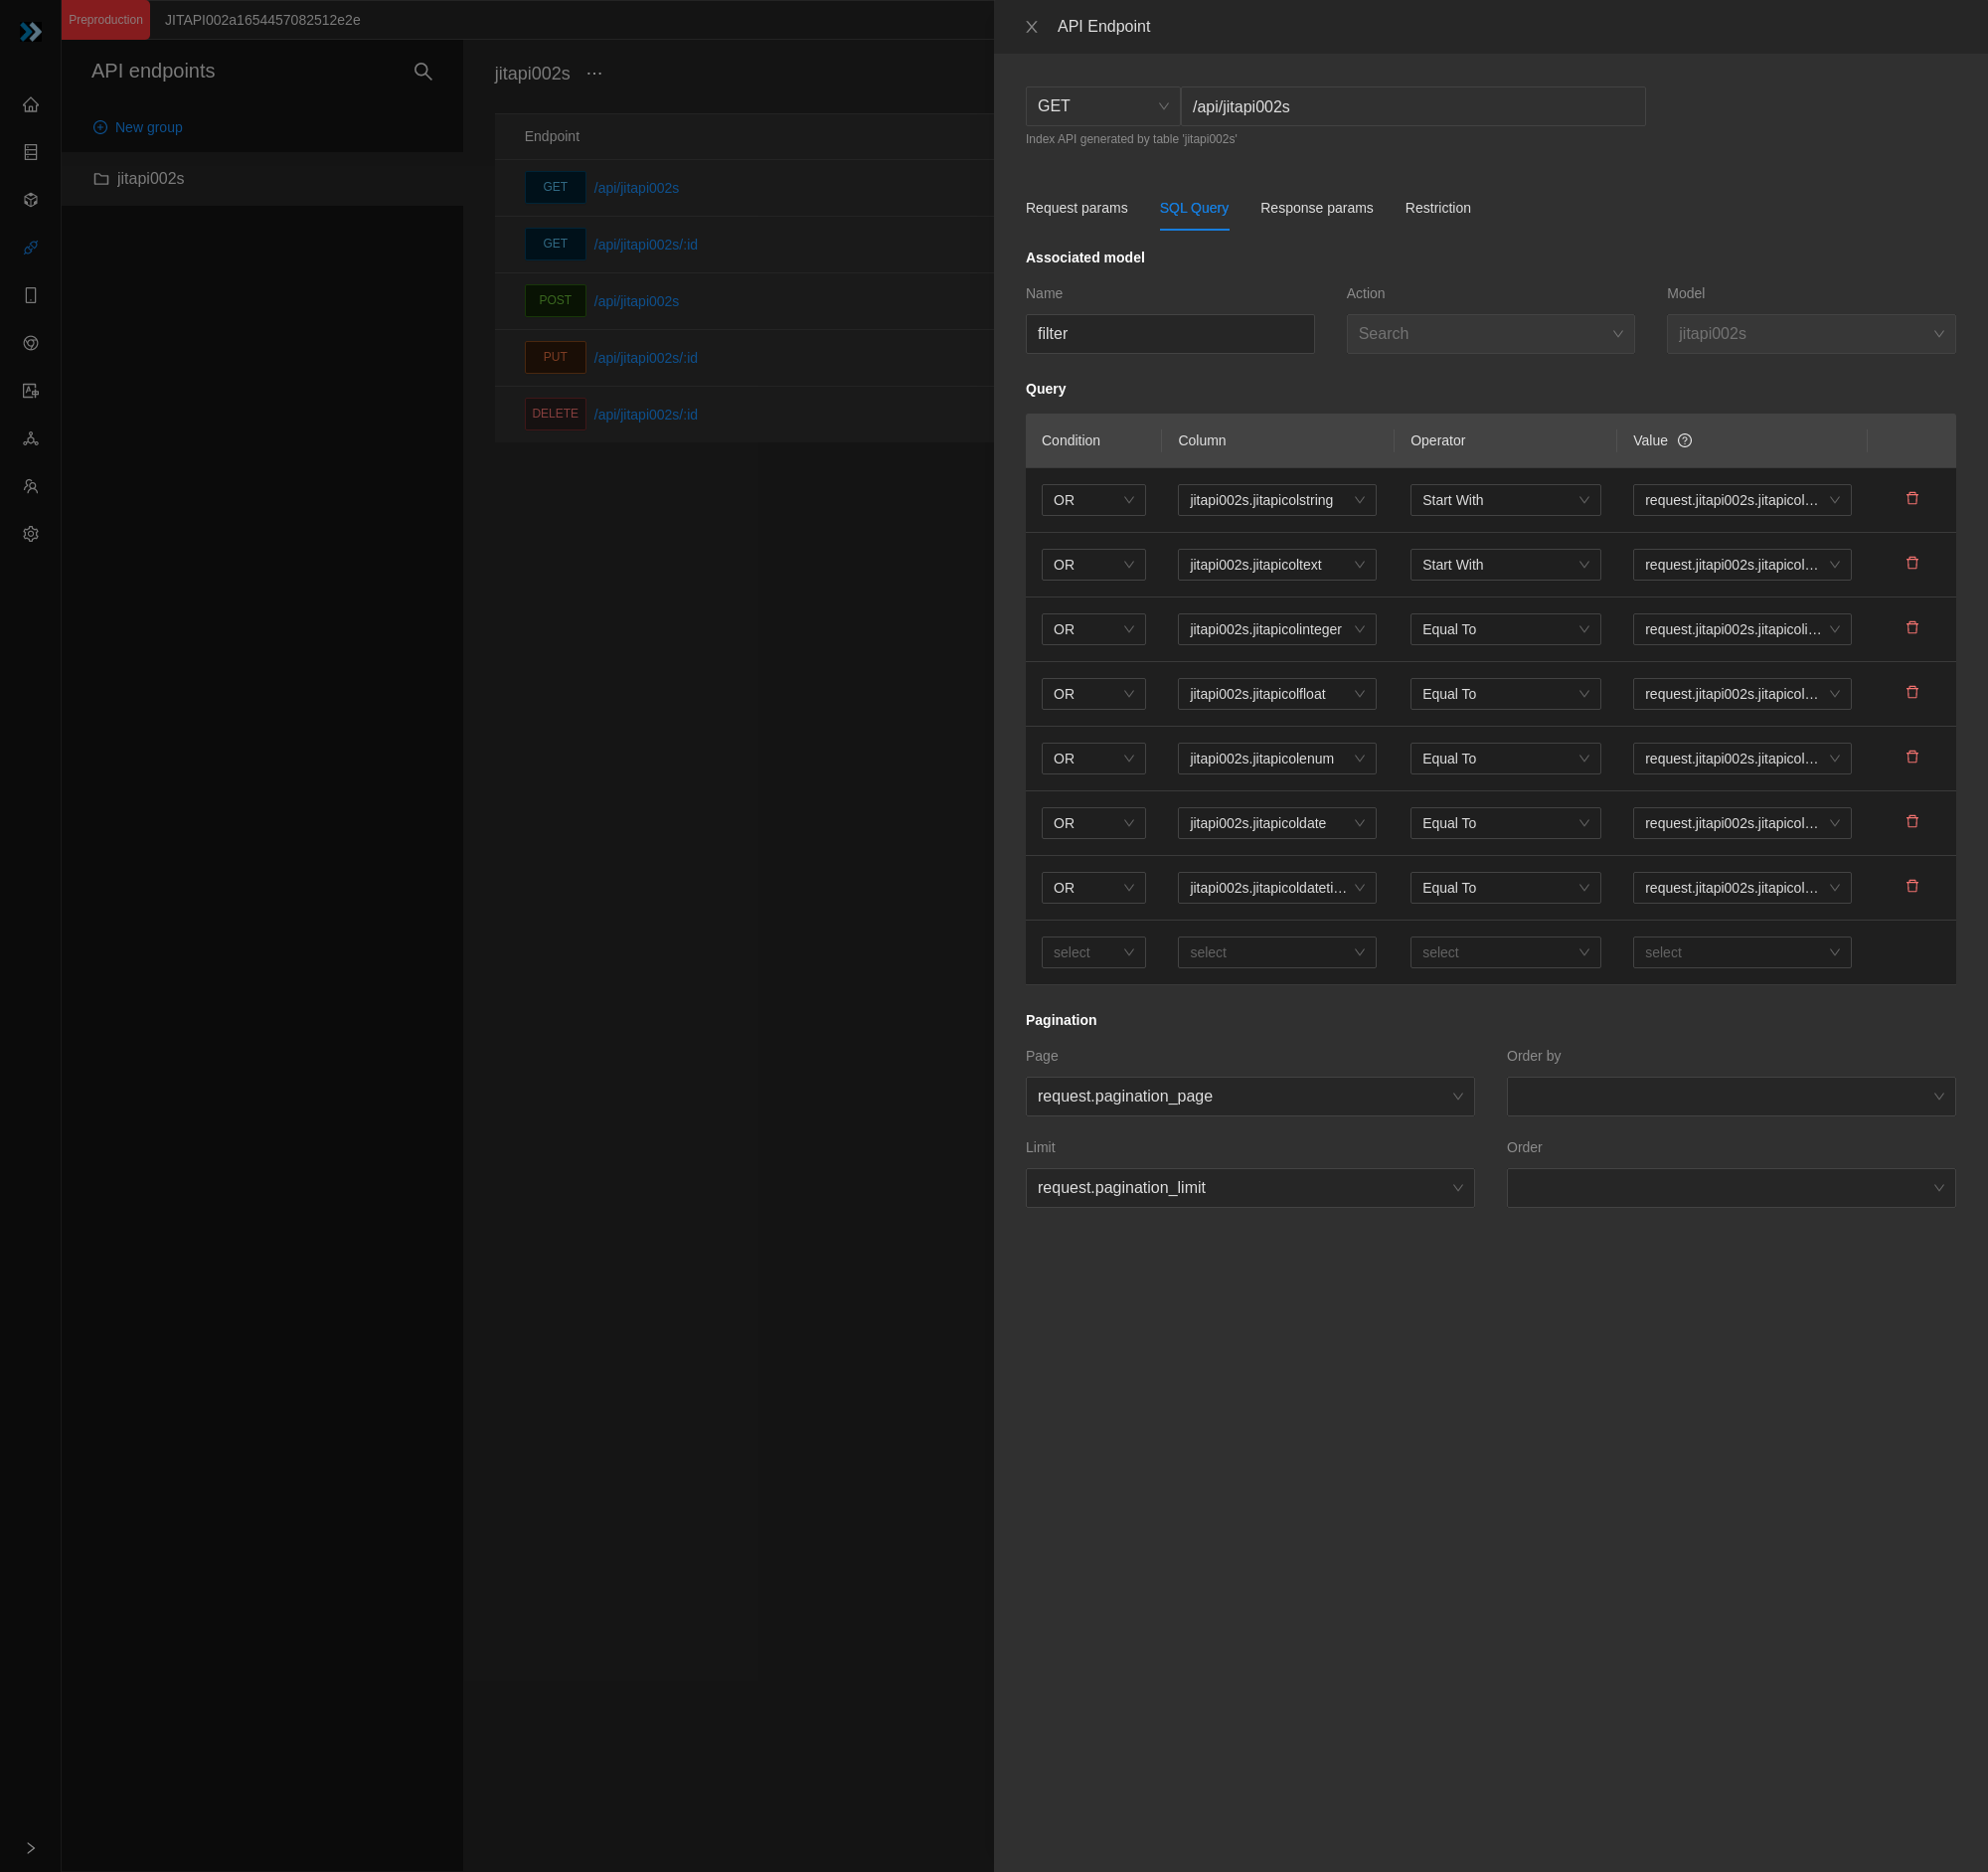 Preproduction JITAPI002a1654457082512e2e
API endpoints
New group
jitapi002s
jitapi002s ···
Endpoint
GET /api/jitapi002s
GET /api/jitapi002s/:id
POST /api/jitapi002s
PUT /api/jitapi002s/:id
DELETE /api/jitapi002s/:id
API Endpoint
GET /api/jitapi002s
Index API generated by table 'jitapi002s'
Request params SQL Query Response params Restriction
Associated model
Name Action Model
filter Search jitapi002s
Query
Condition Column Operator Value
OR jitapi002s.jitapicolstring Start With request.jitapi002s.jitapicol…
OR jitapi002s.jitapicoltext Start With request.jitapi002s.jitapicol…
OR jitapi002s.jitapicolinteger Equal To request.jitapi002s.jitapicoli…
OR jitapi002s.jitapicolfloat Equal To request.jitapi002s.jitapicol…
OR jitapi002s.jitapicolenum Equal To request.jitapi002s.jitapicol…
OR jitapi002s.jitapicoldate Equal To request.jitapi002s.jitapicol…
OR jitapi002s.jitapicoldateti… Equal To request.jitapi002s.jitapicol…
select select select select
Pagination
Page Order by
request.pagination_page
Limit Order
request.pagination_limit